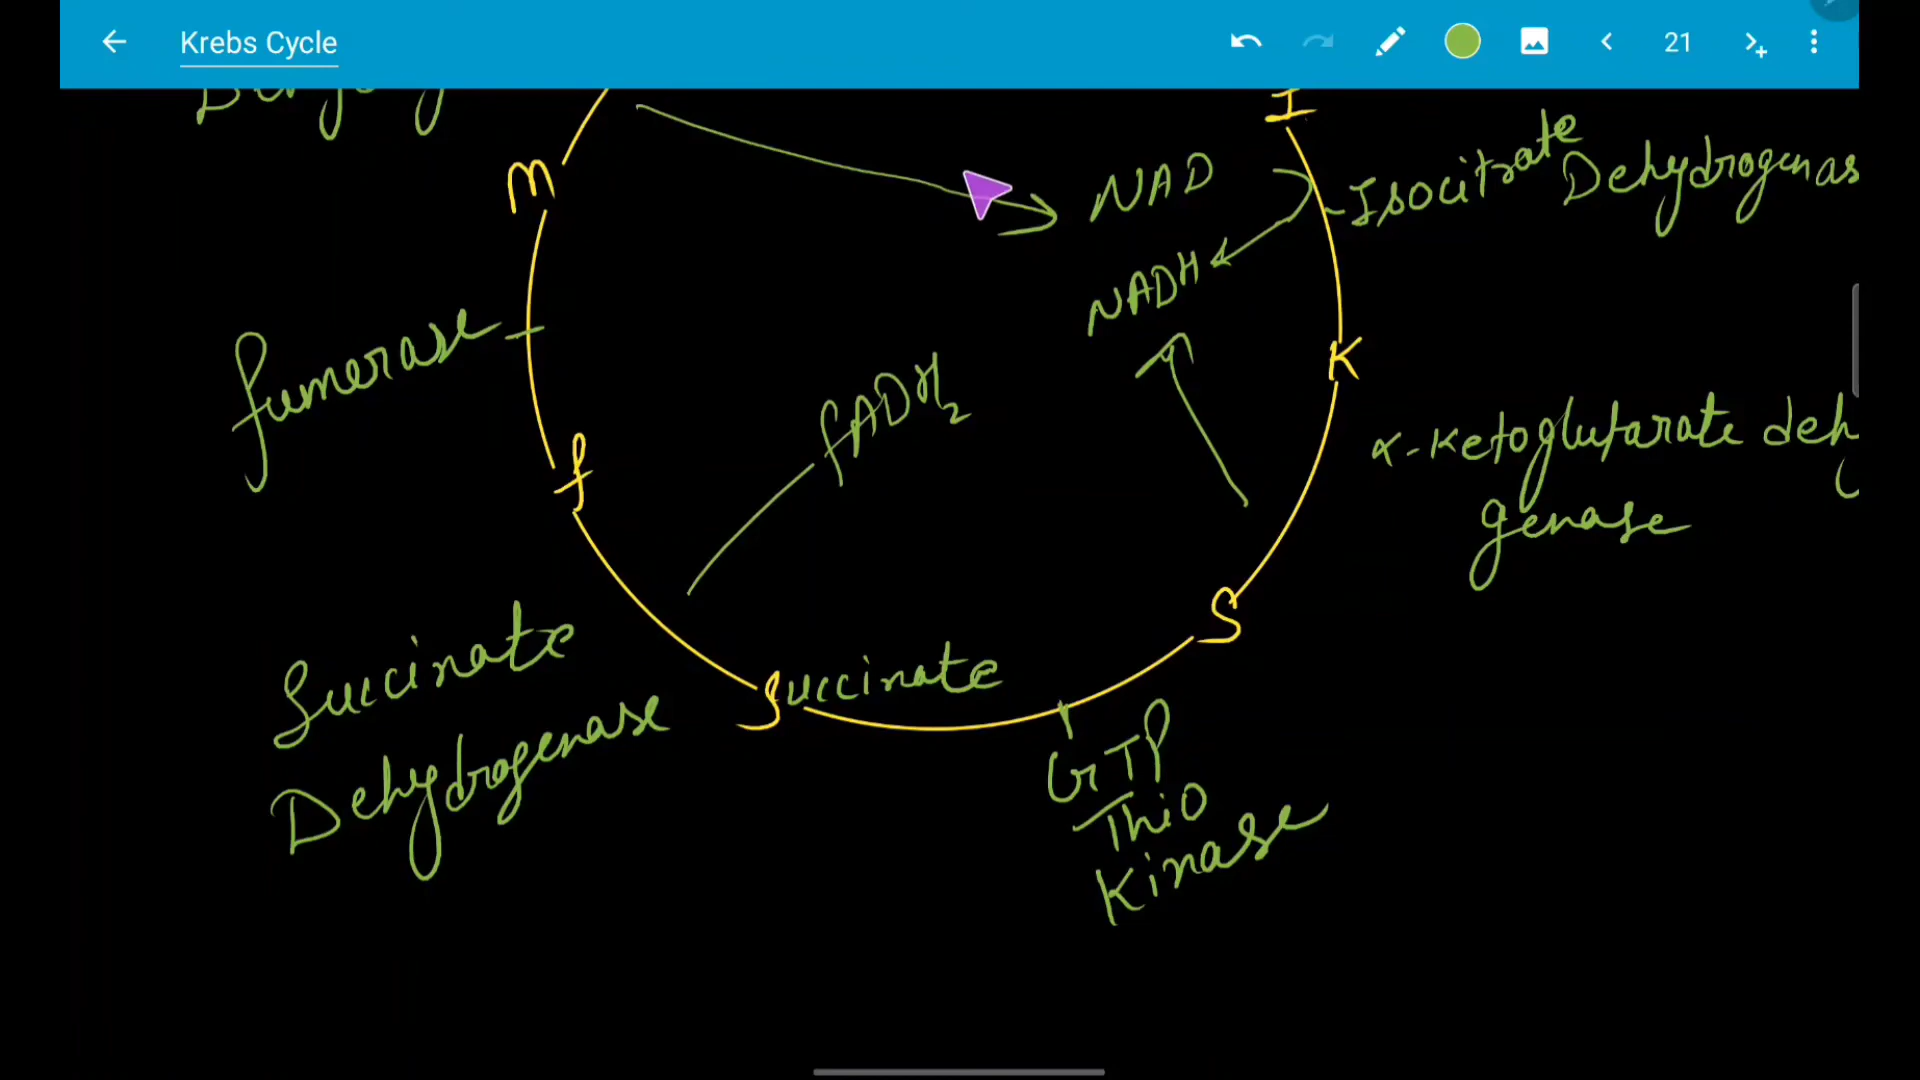 Krebs Cycle
21
I
Isocitrate
Dehydrogenas
M
NAD
NADH
fumerase
K
fADH2
α-Ketoglutarate deh
genase
f
S
Succinate
Dehydrogenase
Succinate
GTP
Thio
Kinase